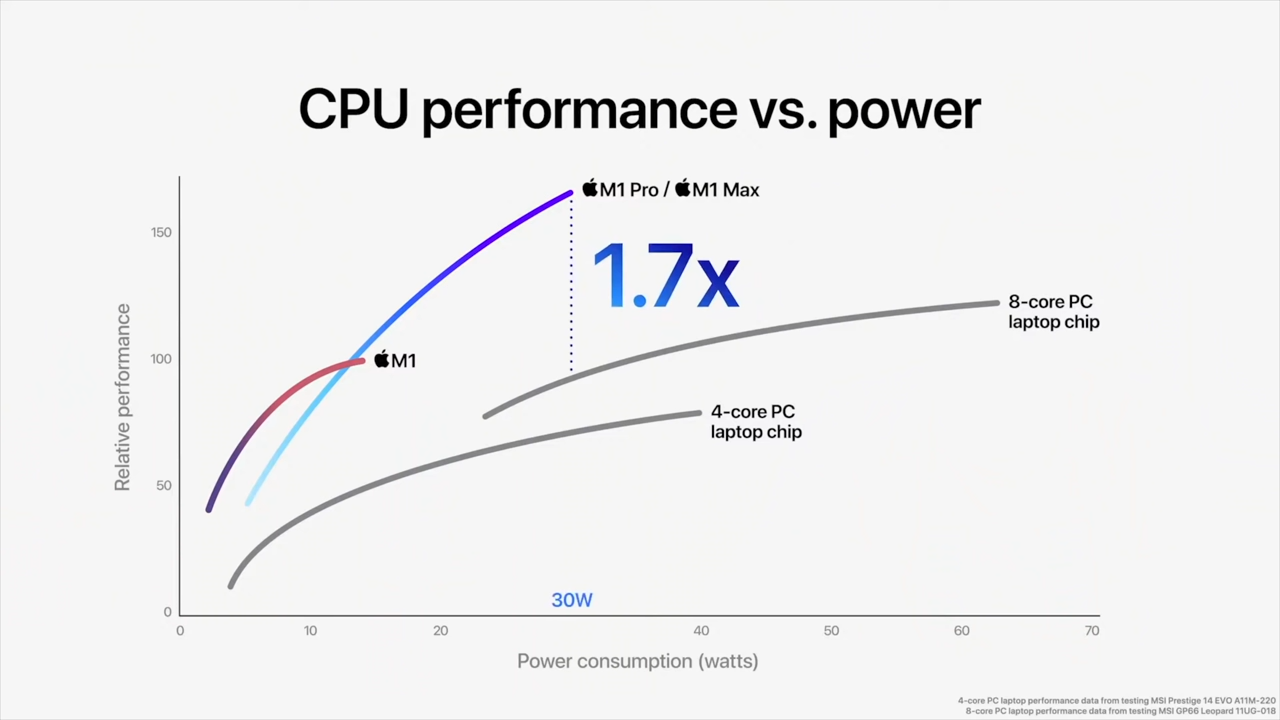 CPU performance vs. power
M1 Pro / M1 Max
150
1.7x
8-core PC
laptop chip
Relative performance
100
M1
4-core PC
laptop chip
50
30W
0
0 10 20 40 50 60 70
Power consumption (watts)
4-core PC laptop performance data from testing MSI Prestige 14 EVO A11M-220
8-core PC laptop performance data from testing MSI GP66 Leopard 11UG-018